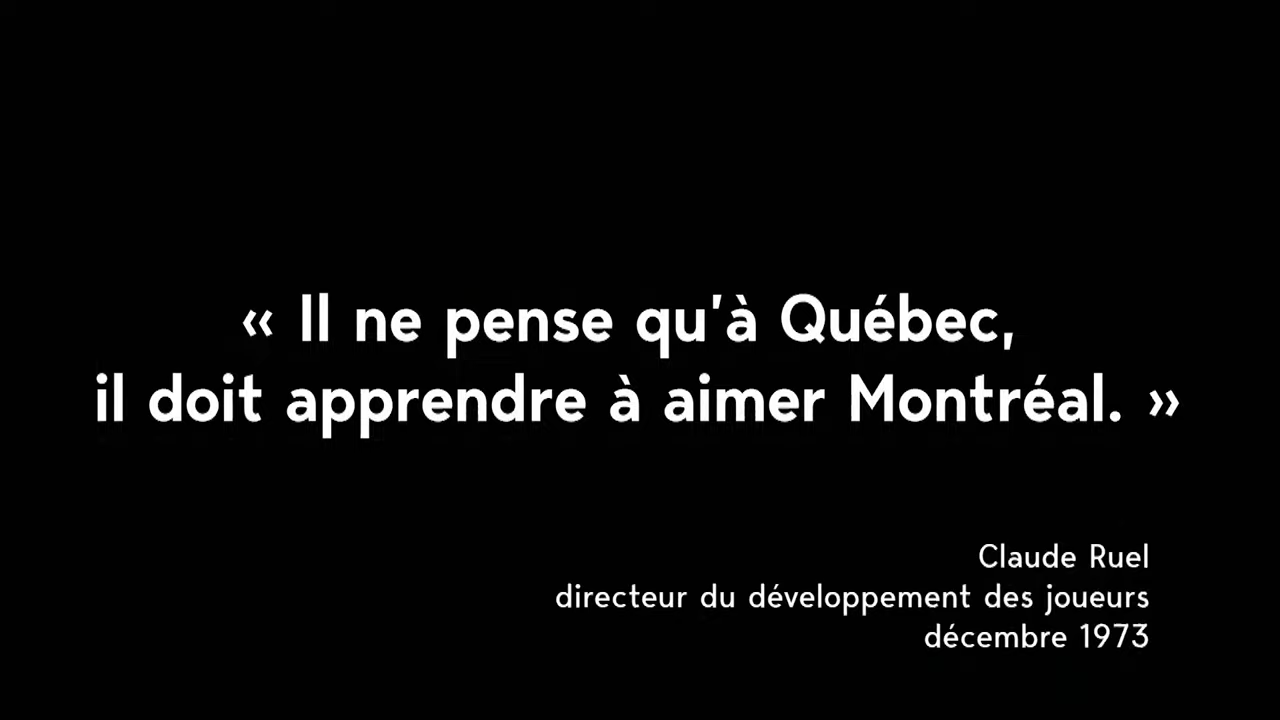 « Il ne pense qu'à Québec,
il doit apprendre à aimer Montréal. »
Claude Ruel
directeur du développement des joueurs
décembre 1973